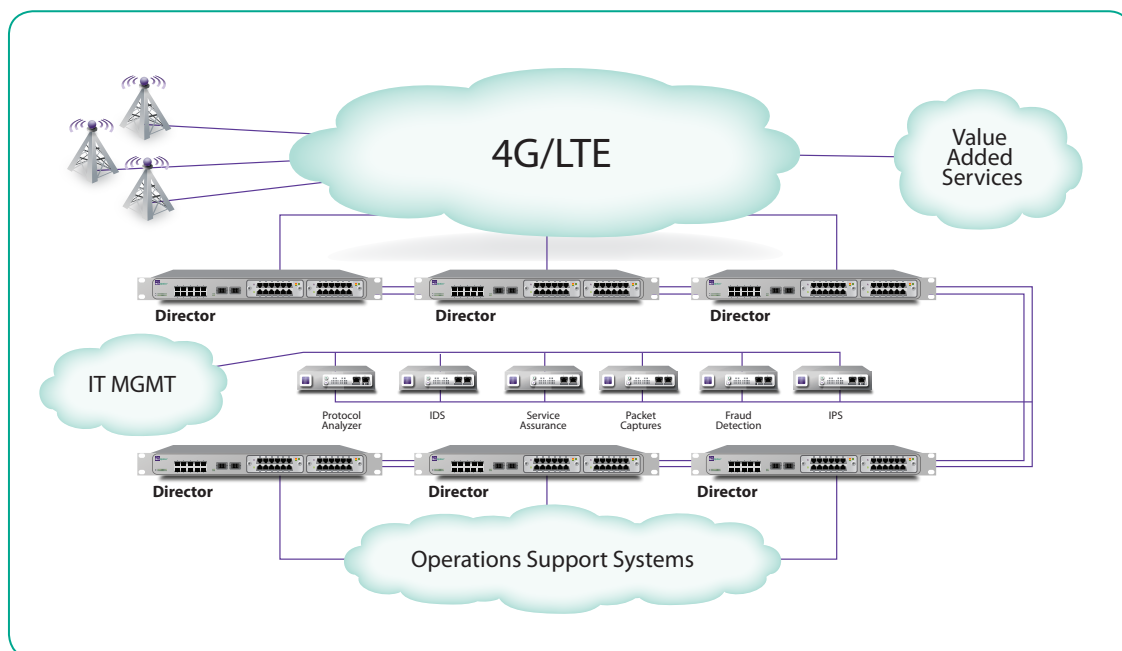 4G/LTE
Value
Added
Services
Director
Director
Director
IT MGMT
Protocol
Analyzer
IDS
Service
Assurance
Packet
Captures
Fraud
Detection
IPS
Director
Director
Director
Operations Support Systems